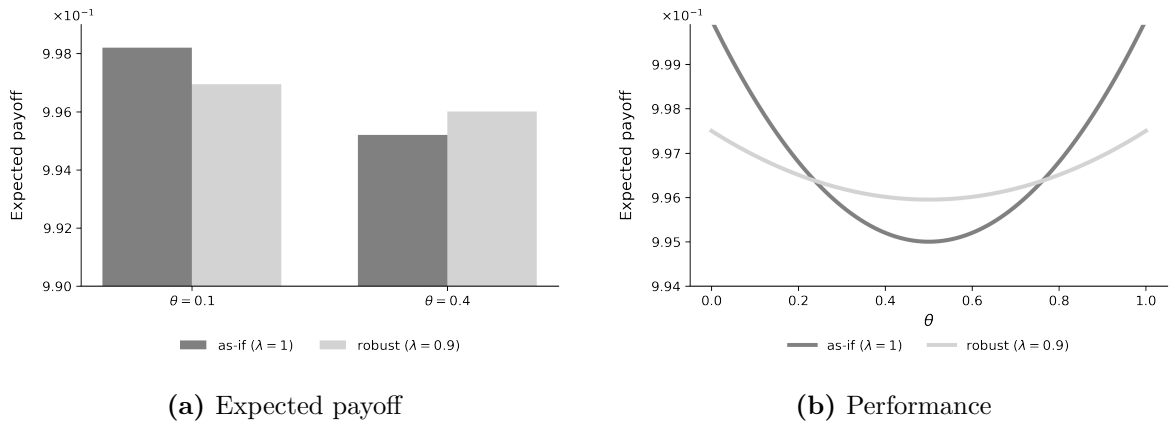 ×10⁻¹
9.98
9.96
9.94
9.92
9.90
Expected payoff
θ = 0.1
θ = 0.4
as-if (λ = 1)
robust (λ = 0.9)
(a) Expected payoff
×10⁻¹
9.99
9.98
9.97
9.96
9.95
9.94
Expected payoff
0.0 0.2 0.4 0.6 0.8 1.0
θ
as-if (λ = 1)
robust (λ = 0.9)
(b) Performance